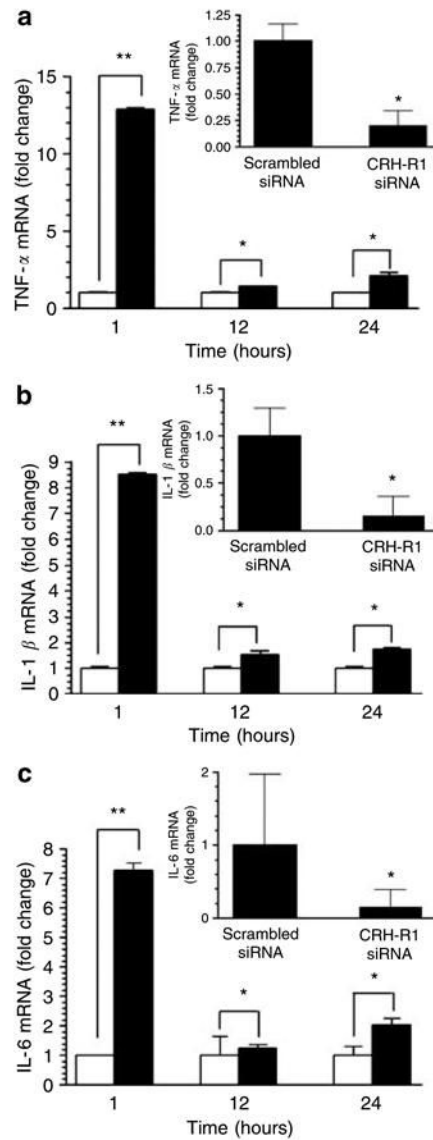 a
TNF-α mRNA (fold change)
15
10
5
2
1
0
**
*
*
1
12
24
Time (hours)
TNF-α mRNA
(fold change)
1.25
1.00
0.75
0.50
0.25
0.00
*
Scrambled
siRNA
CRH-R1
siRNA
b
IL-1 β mRNA (fold change)
9
8
7
6
5
4
3
2
1
0
**
*
*
1
12
24
Time (hours)
IL-1 β mRNA
(fold change)
1.5
1.0
0.5
0.0
*
Scrambled
siRNA
CRH-R1
siRNA
c
IL-6 mRNA (fold change)
8
7
6
5
4
3
2
1
0
**
*
*
1
12
24
Time (hours)
IL-6 mRNA
(fold change)
2
1
0
*
Scrambled
siRNA
CRH-R1
siRNA